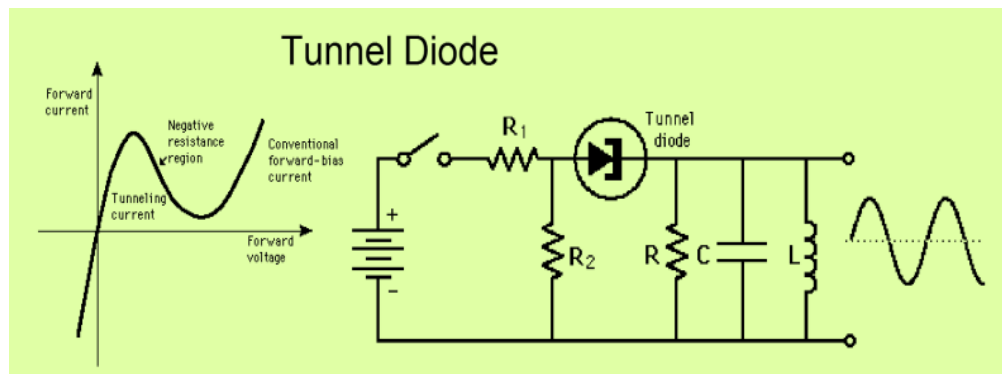 Tunnel Diode
Forward
current
Negative
resistance
region
Conventional
forward-bias
current
Tunneling
current
Forward
voltage
R1
Tunnel
diode
+
-
R2
R
C
L